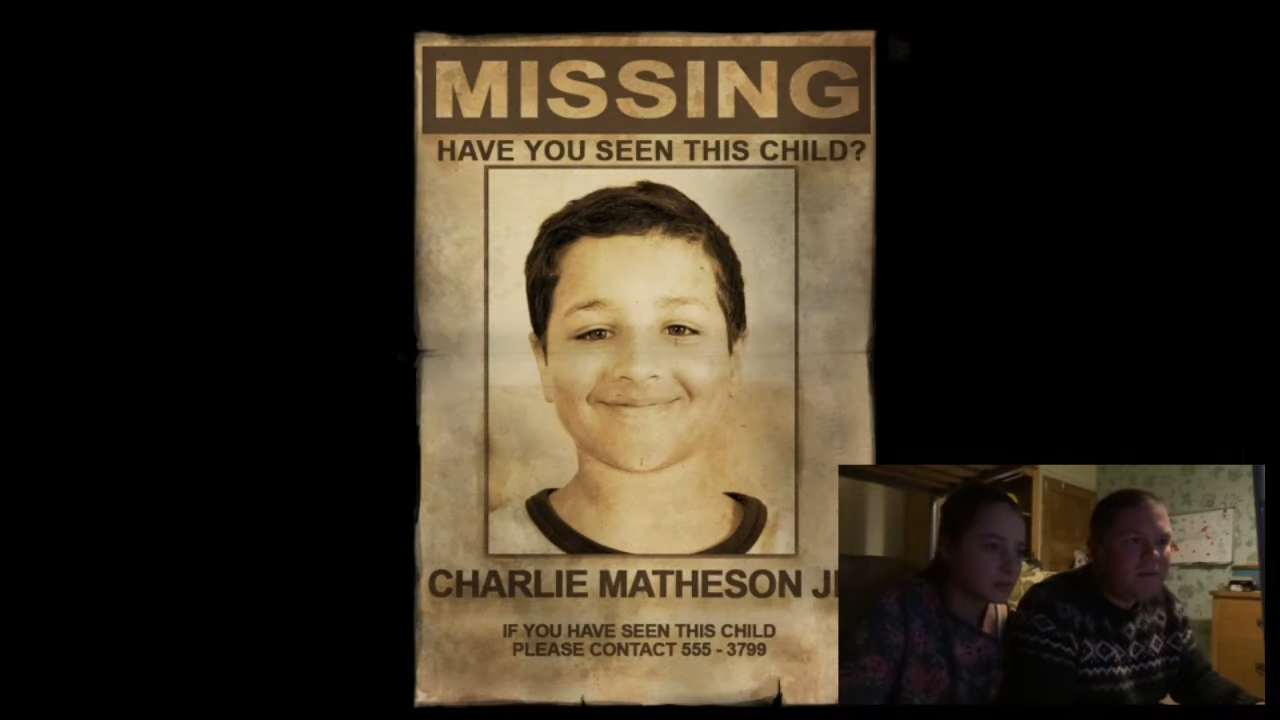 MISSING
HAVE YOU SEEN THIS CHILD?
CHARLIE MATHESON
IF YOU HAVE SEEN THIS CHILD
PLEASE CONTACT 555 - 3799